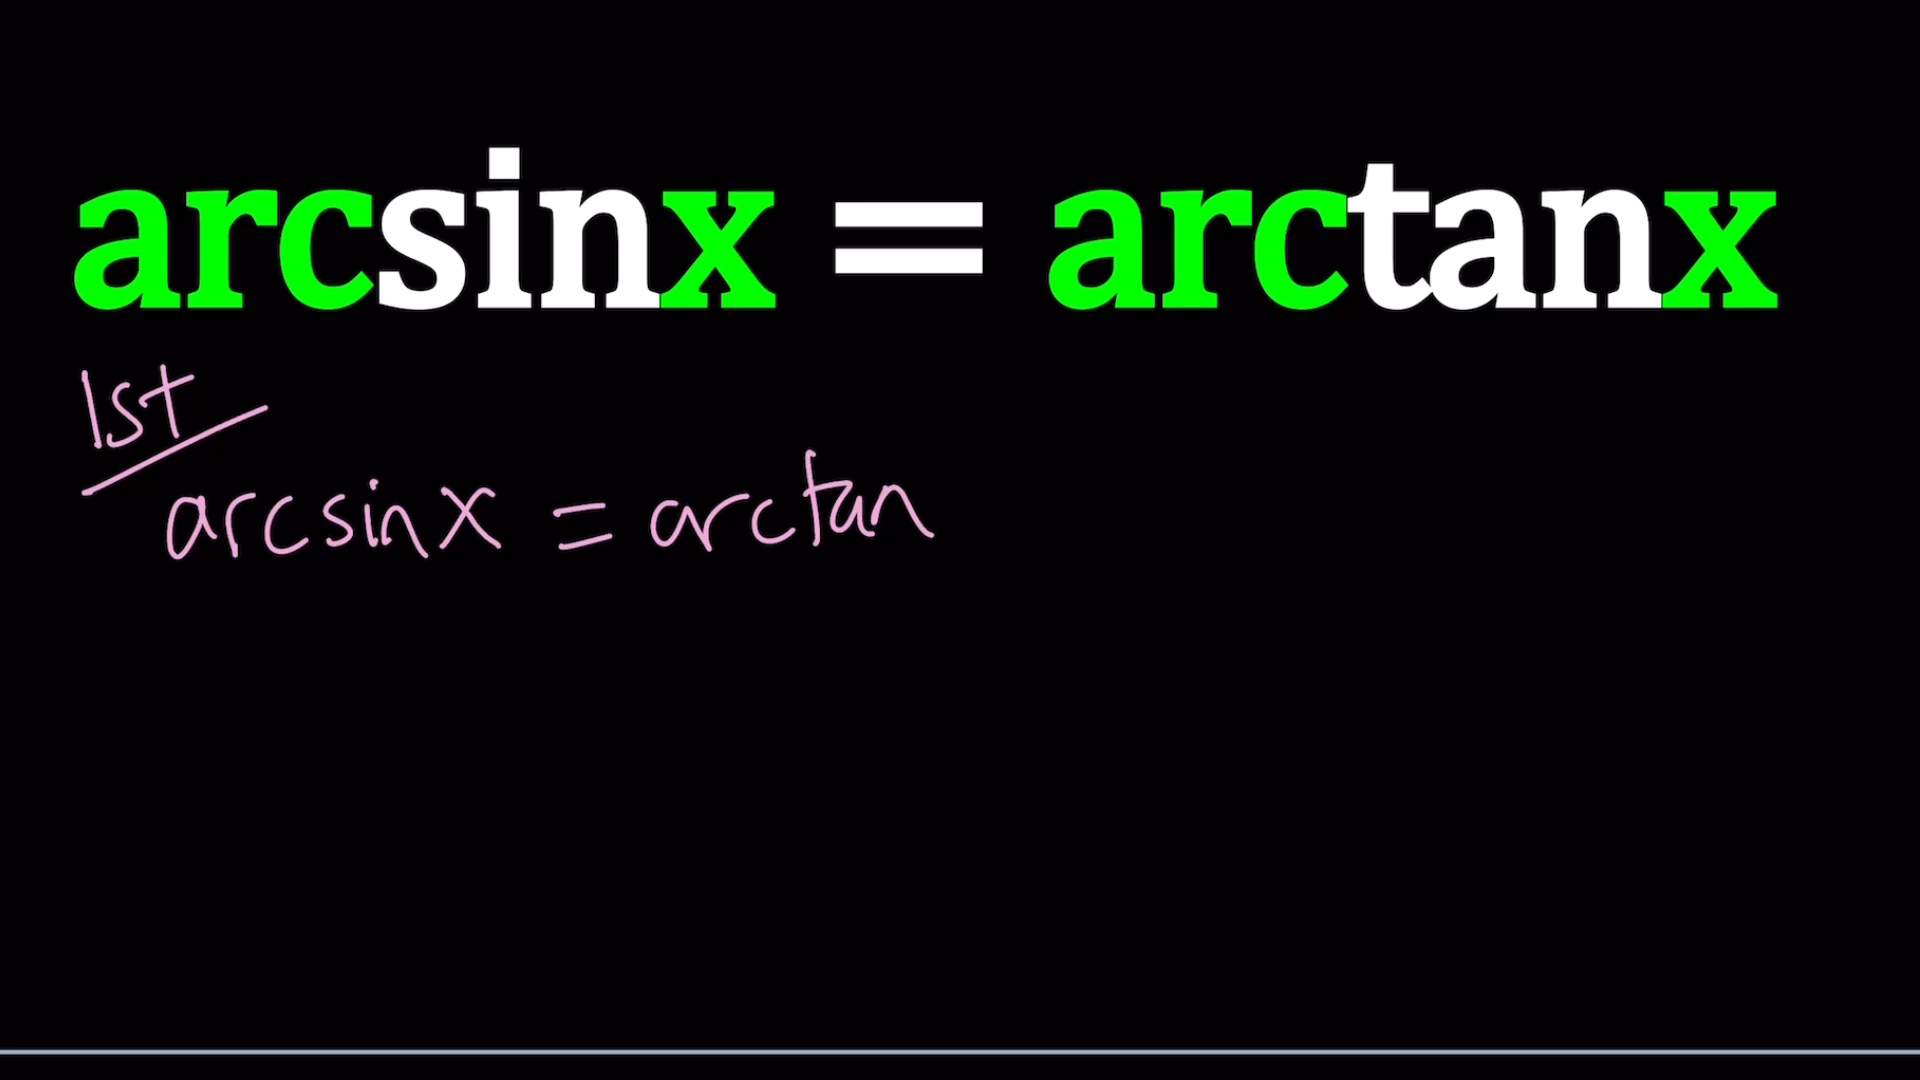 arcsinx = arctanx
1st
arcsinx = arctan